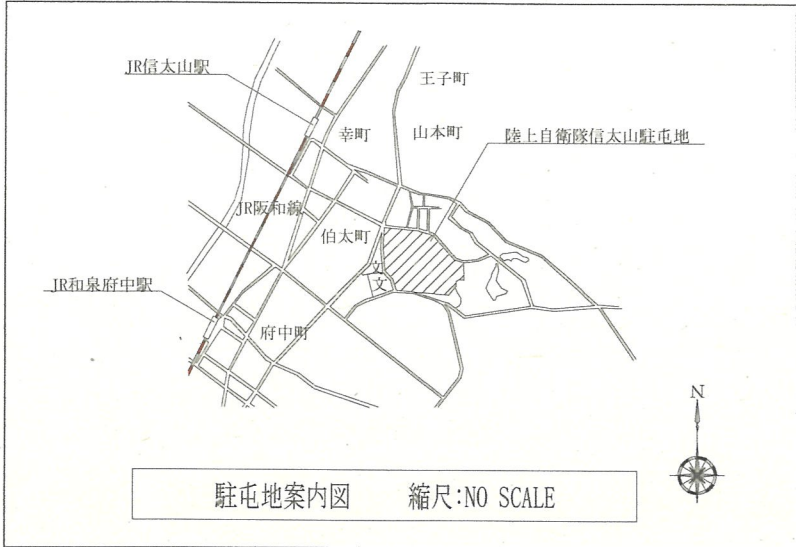 JR信太山駅
王子町
幸町
山本町
陸上自衛隊信太山駐屯地
JR阪和線
伯太町
文
文
JR和泉府中駅
府中町
N
駐屯地案内図 縮尺:NO SCALE